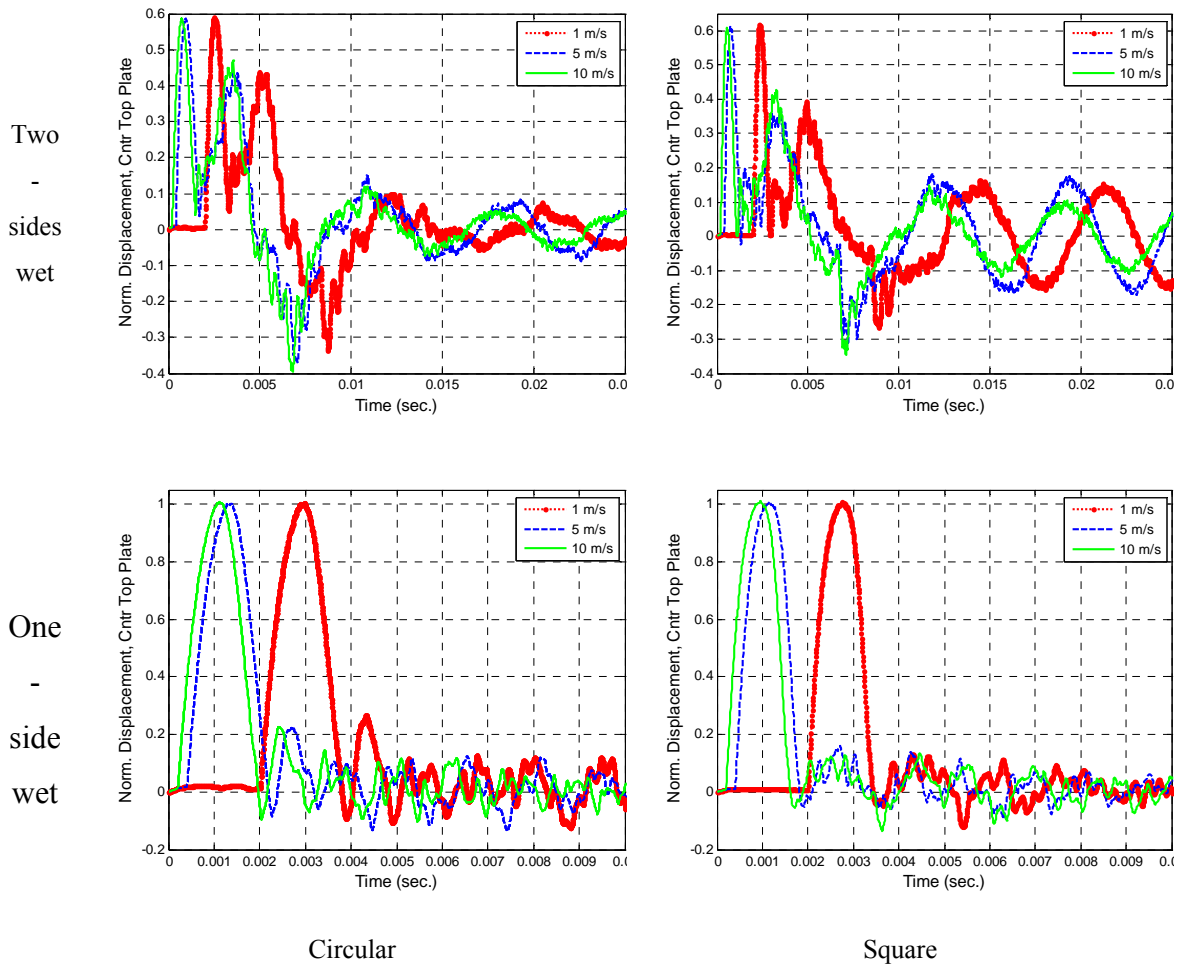 Two
-
sides
wet
Norm. Displacement, Cntr Top Plate
0.6
0.5
0.4
0.3
0.2
0.1
0
-0.1
-0.2
-0.3
-0.4
0 0.005 0.01 0.015 0.02 0.0
Time (sec.)
1 m/s
5 m/s
10 m/s
Norm. Displacement, Cntr Top Plate
0.6
0.5
0.4
0.3
0.2
0.1
0
-0.1
-0.2
-0.3
-0.4
0 0.005 0.01 0.015 0.02 0.0
Time (sec.)
1 m/s
5 m/s
10 m/s
One
-
side
wet
Norm. Displacement, Cntr Top Plate
1
0.8
0.6
0.4
0.2
0
-0.2
0 0.001 0.002 0.003 0.004 0.005 0.006 0.007 0.008 0.009 0.0
Time (sec.)
1 m/s
5 m/s
10 m/s
Norm. Displacement, Cntr Top Plate
1
0.8
0.6
0.4
0.2
0
-0.2
0 0.001 0.002 0.003 0.004 0.005 0.006 0.007 0.008 0.009 0.0
Time (sec.)
1 m/s
5 m/s
10 m/s
Circular
Square